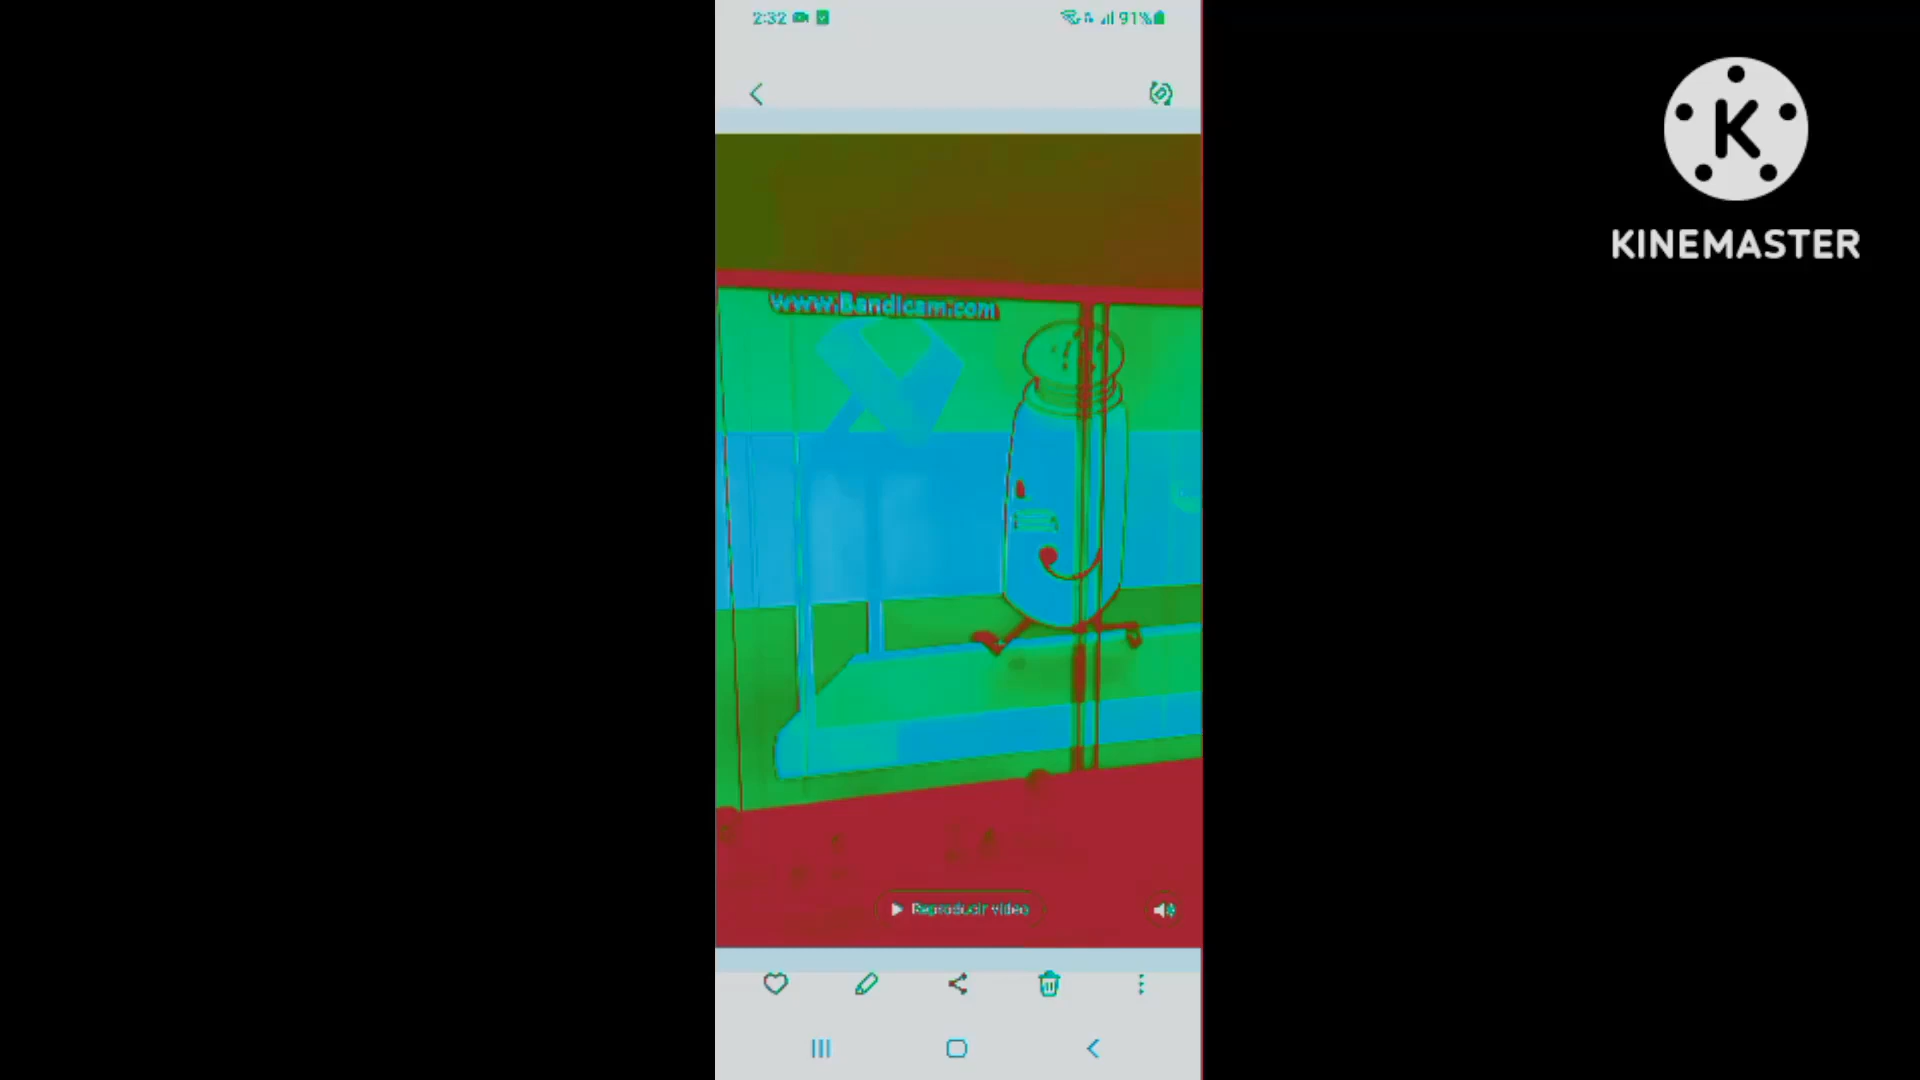 2:32
91%
www.Bandicam.com
Reproducir video
K
KINEMASTER